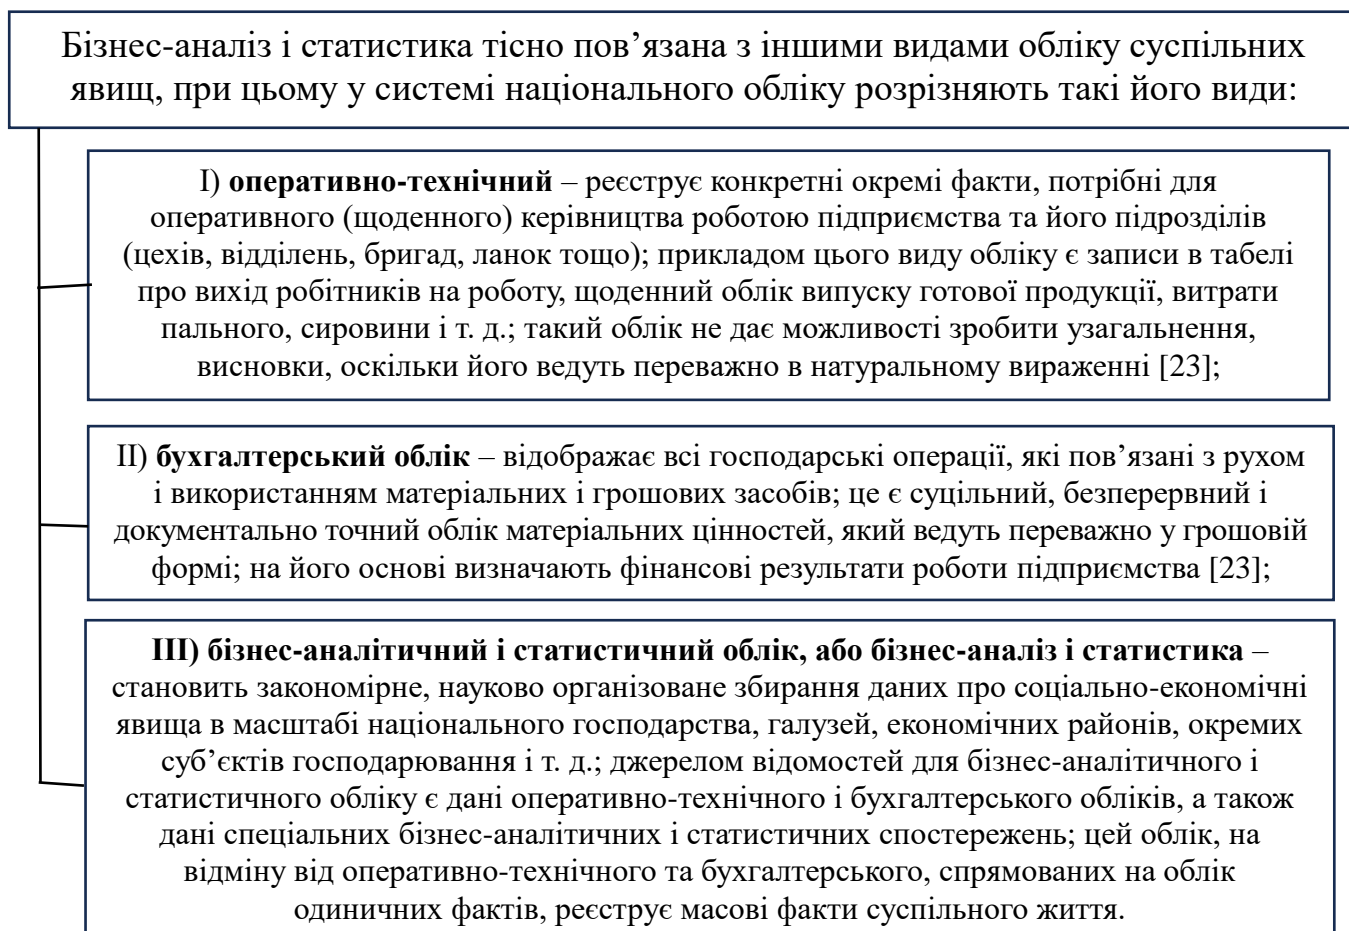 Бізнес-аналіз і статистика тісно пов’язана з іншими видами обліку суспільних
явищ, при цьому у системі національного обліку розрізняють такі його види:
І) оперативно-технічний – реєструє конкретні окремі факти, потрібні для
оперативного (щоденного) керівництва роботою підприємства та його підрозділів
(цехів, відділень, бригад, ланок тощо); прикладом цього виду обліку є записи в табелі
про вихід робітників на роботу, щоденний облік випуску готової продукції, витрати
пального, сировини і т. д.; такий облік не дає можливості зробити узагальнення,
висновки, оскільки його ведуть переважно в натуральному вираженні [23];
ІІ) бухгалтерський облік – відображає всі господарські операції, які пов’язані з рухом
і використанням матеріальних і грошових засобів; це є суцільний, безперервний і
документально точний облік матеріальних цінностей, який ведуть переважно у грошовій
формі; на його основі визначають фінансові результати роботи підприємства [23];
ІІІ) бізнес-аналітичний і статистичний облік, або бізнес-аналіз і статистика –
становить закономірне, науково організоване збирання даних про соціально-економічні
явища в масштабі національного господарства, галузей, економічних районів, окремих
суб’єктів господарювання і т. д.; джерелом відомостей для бізнес-аналітичного і
статистичного обліку є дані оперативно-технічного і бухгалтерського обліків, а також
дані спеціальних бізнес-аналітичних і статистичних спостережень; цей облік, на
відміну від оперативно-технічного та бухгалтерського, спрямованих на облік
одиничних фактів, реєструє масові факти суспільного життя.